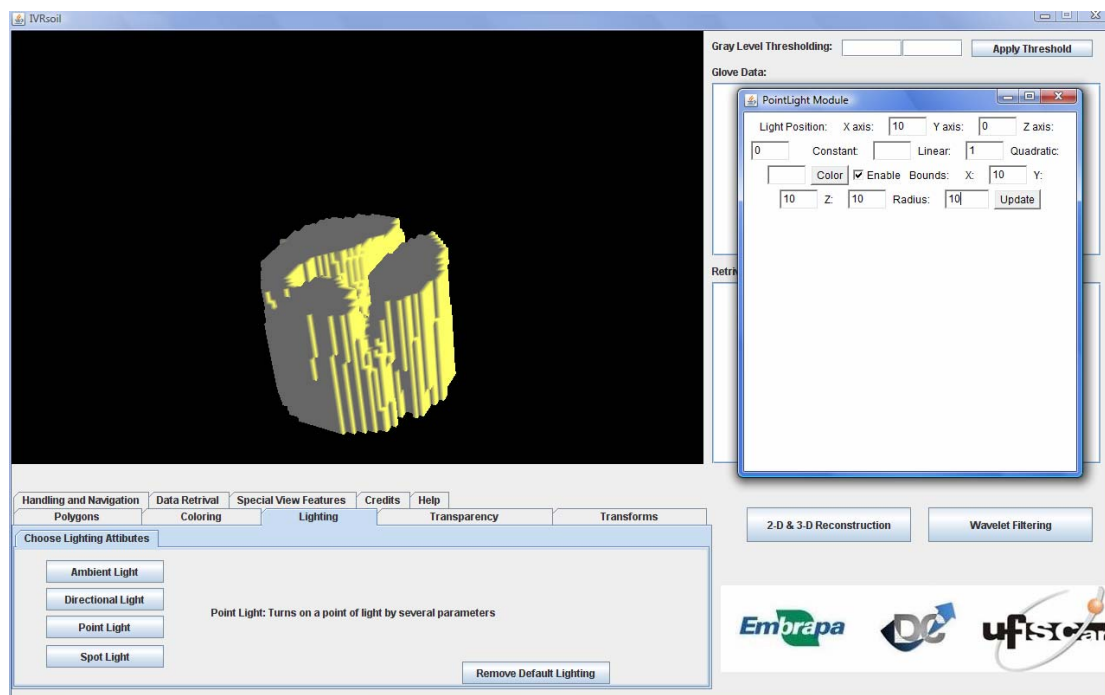 IVRsoil
Gray Level Thresholding:
Apply Threshold
Glove Data:
PointLight Module
Light Position: X axis: 10 Y axis: 0 Z axis:
0 Constant: Linear: 1 Quadratic:
Color Enable Bounds: X: 10 Y:
10 Z: 10 Radius: 10 Update
Handling and Navigation Data Retrival Special View Features Credits Help
Polygons Coloring Lighting Transparency Transforms
Choose Lighting Attibutes
Ambient Light
Directional Light
Point Light
Spot Light
Point Light: Turns on a point of light by several parameters
Remove Default Lighting
2-D & 3-D Reconstruction
Wavelet Filtering
Embrapa
DC
ufscar